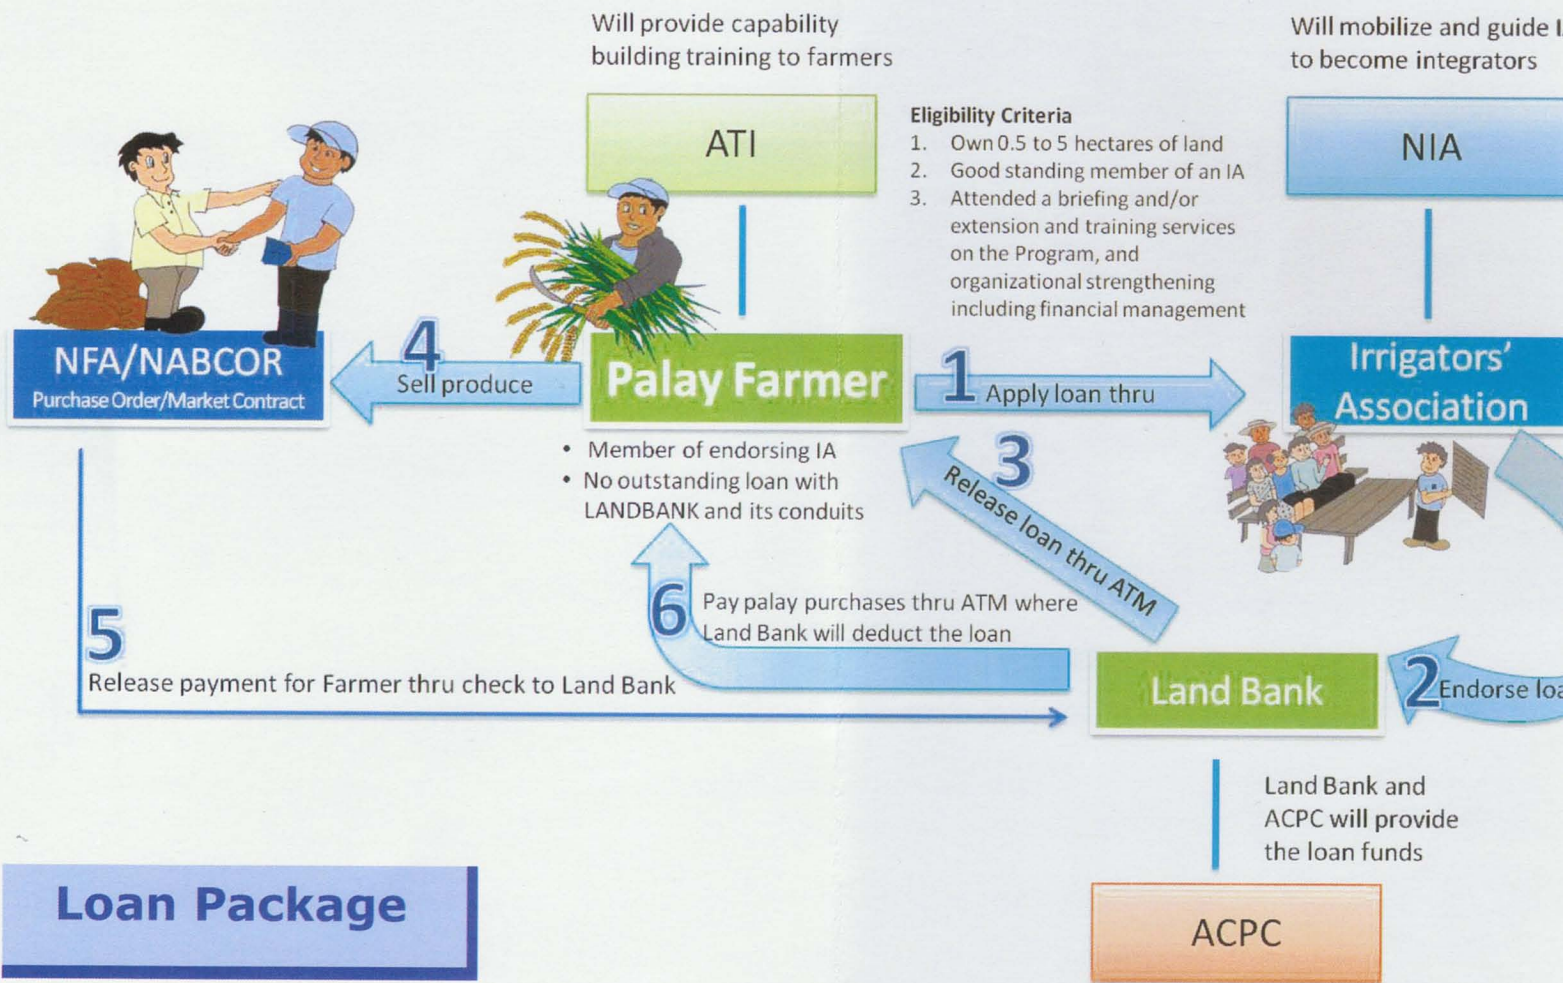 Will provide capability
building training to farmers
ATI
Eligibility Criteria
1. Own 0.5 to 5 hectares of land
2. Good standing member of an IA
3. Attended a briefing and/or
extension and training services
on the Program, and
organizational strengthening
including financial management
Will mobilize and guide
to become integrators
NIA
NFA/NABCOR
Purchase Order/Market Contract
4
Sell produce
Palay Farmer
• Member of endorsing IA
• No outstanding loan with
LANDBANK and its conduits
1
Apply loan thru
Irrigators'
Association
3
Release loan thru ATM
6
Pay palay purchases thru ATM where
Land Bank will deduct the loan
5
Release payment for Farmer thru check to Land Bank
Land Bank
2
Endorse
Land Bank and
ACPC will provide
the loan funds
ACPC
Loan Package